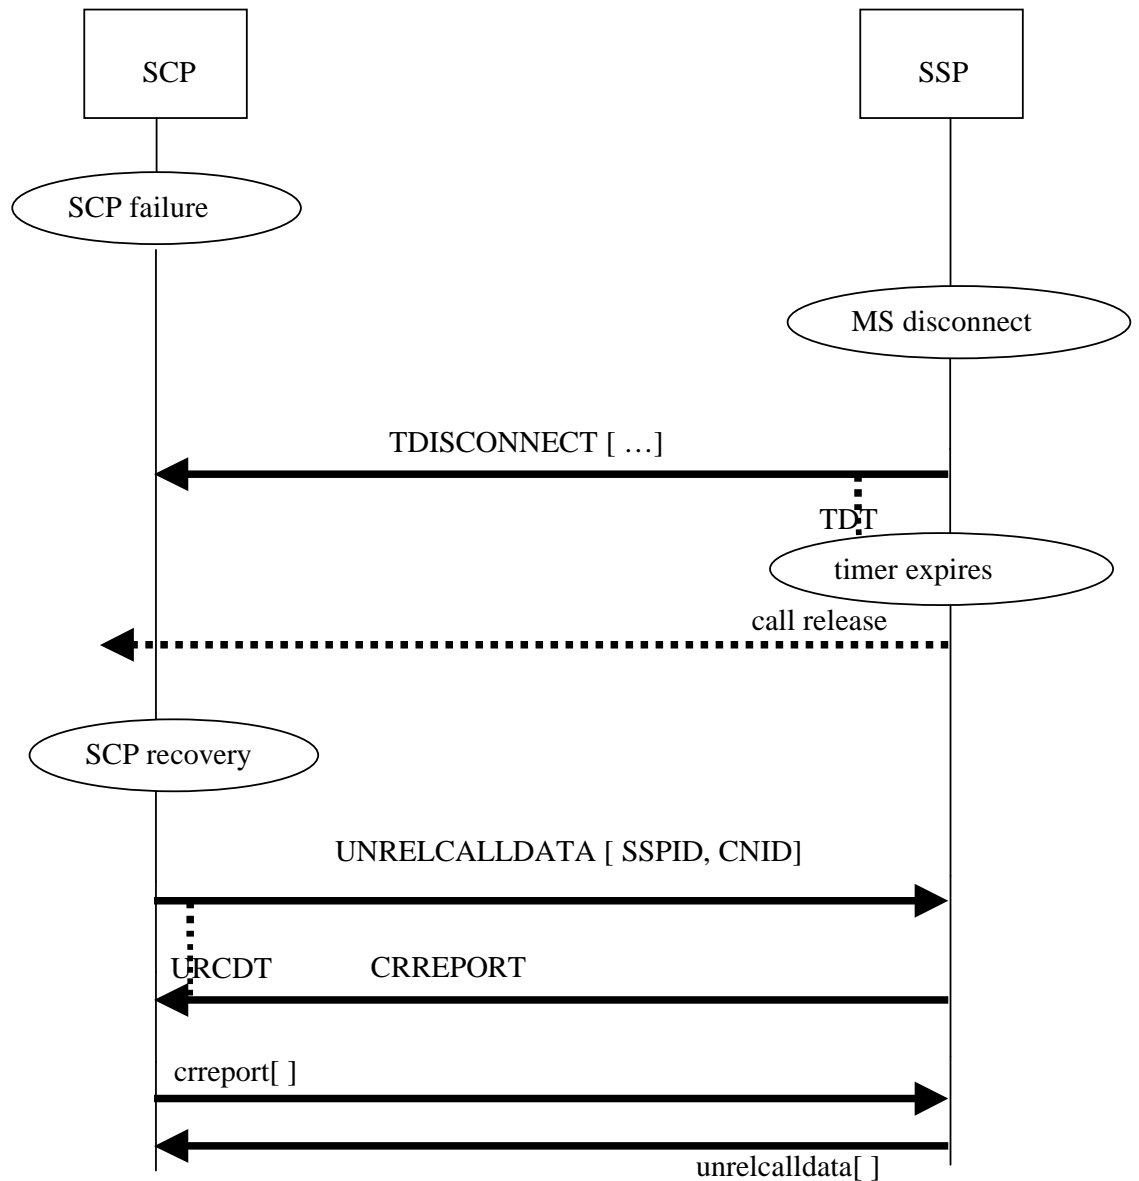 SCP
SSP
SCP failure
MS disconnect
TDISCONNECT [ …]
TDT
timer expires
call release
SCP recovery
UNRELCALLDATA [ SSPID, CNID]
URCDT
CRREPORT
crreport[ ]
unrelcalldata[ ]